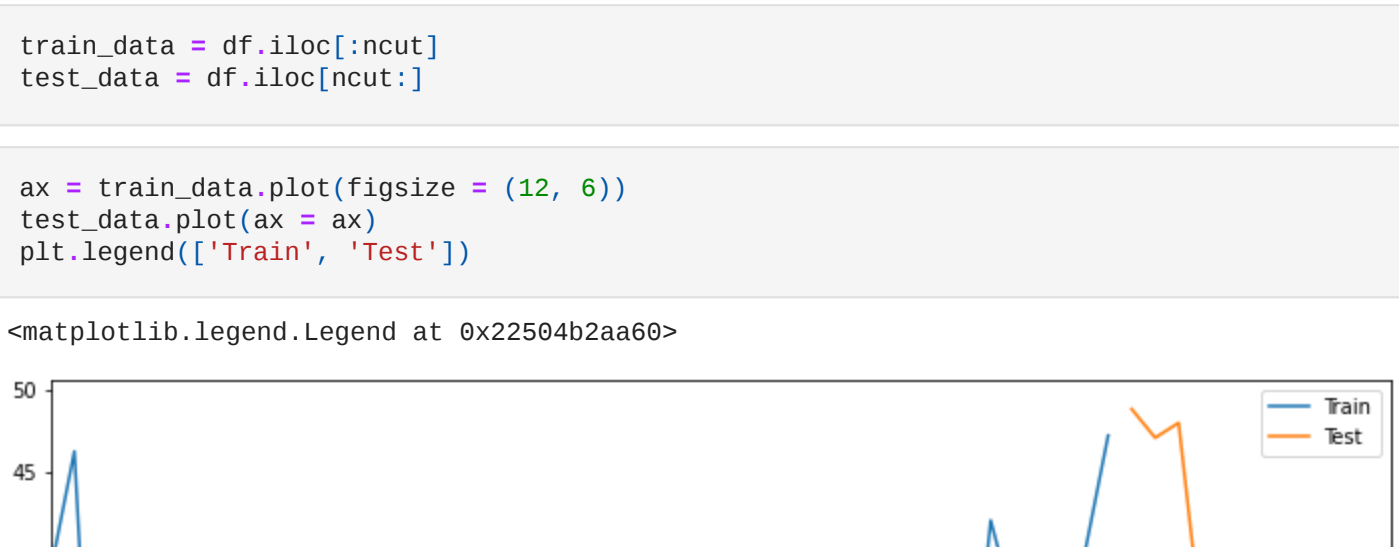 train_data = df.iloc[:ncut]
test_data = df.iloc[ncut:]
ax = train_data.plot(figsize = (12, 6))
test_data.plot(ax = ax)
plt.legend(['Train', 'Test'])
<matplotlib.legend.Legend at 0x22504b2aa60>
50
Train
Test
45